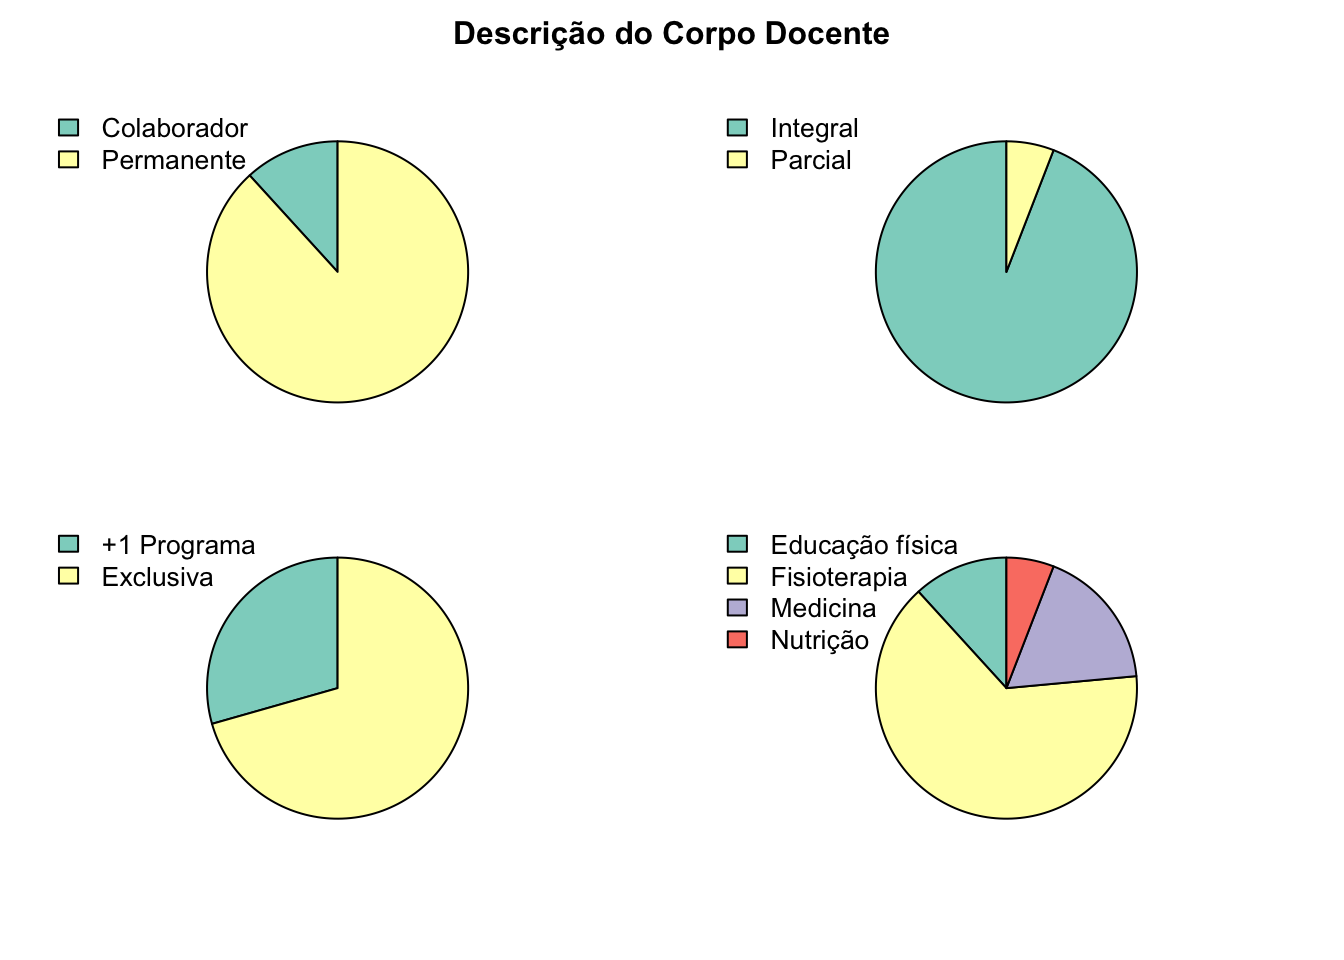 Descrição do Corpo Docente
Colaborador
Permanente
Integral
Parcial
+1 Programa
Exclusiva
Educação física
Fisioterapia
Medicina
Nutrição